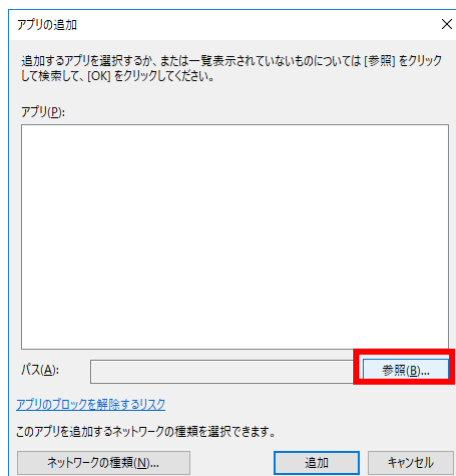 アプリの追加
追加するアプリを選択するか、または一覧表示されていないものについては [参照] をクリック
して検索して、[OK] をクリックしてください。
アプリ(P):
パス(A):
参照(B)...
アプリのブロックを解除するリスク
このアプリを追加するネットワークの種類を選択できます。
ネットワークの種類(N)...
追加
キャンセル